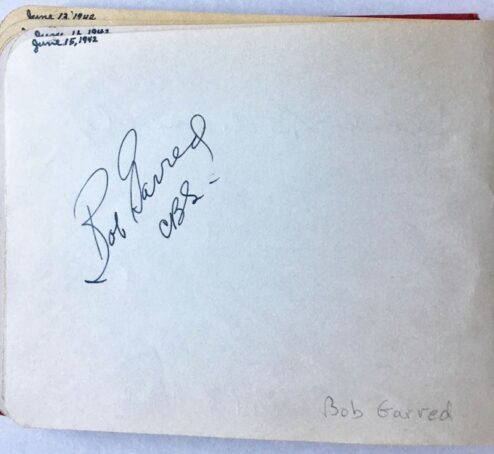 June 12 1942
June 15, 1942
Bob Garred
CBS -
Bob Garred